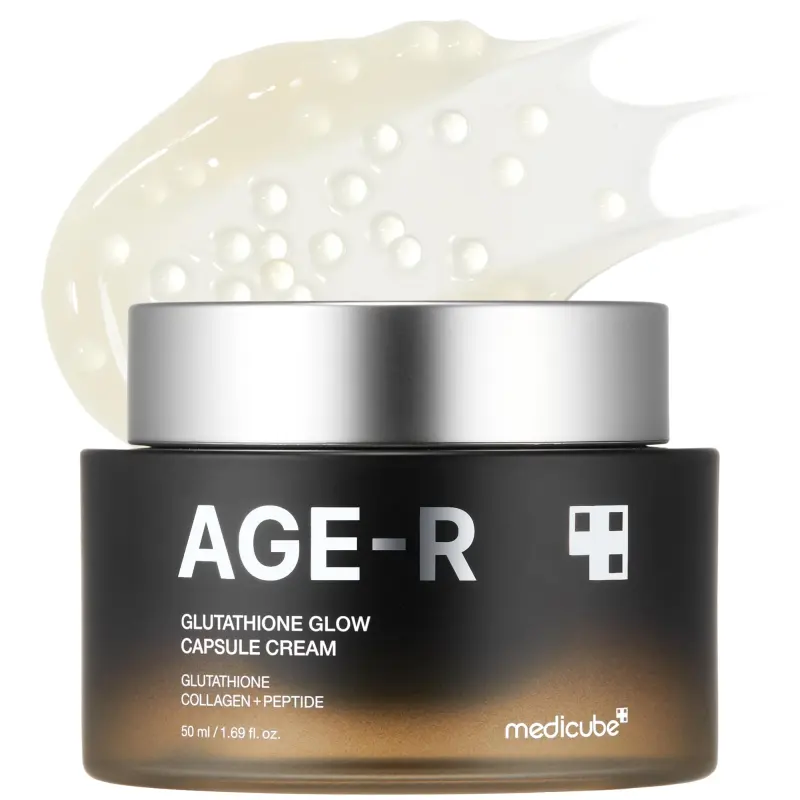 AGE-R
GLUTATHIONE GLOW
CAPSULE CREAM
GLUTATHIONE
COLLAGEN + PEPTIDE
50 ml / 1.69 fl. oz.
medicube